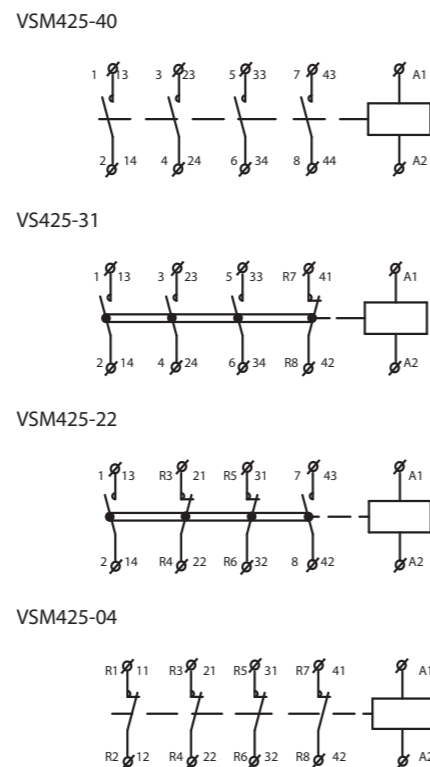 VSM425-40
1 13 3 23 5 33 7 43 A1
2 14 4 24 6 34 8 44 A2
VS425-31
1 13 3 23 5 33 R7 41 A1
2 14 4 24 6 34 R8 42 A2
VSM425-22
1 13 R3 21 R5 31 7 43 A1
2 14 R4 22 R6 32 8 42 A2
VSM425-04
R1 11 R3 21 R5 31 R7 41 A1
R2 12 R4 22 R6 32 R8 42 A2